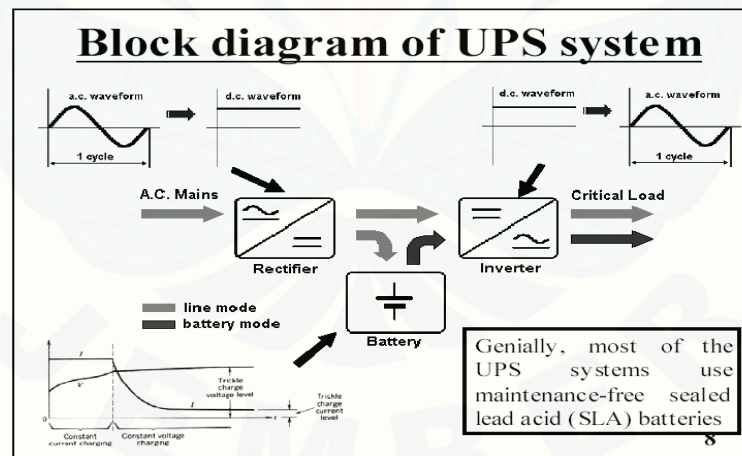 Block diagram of UPS system
a.c. waveform
d.c. waveform
1 cycle
d.c. waveform
a.c. waveform
1 cycle
A.C. Mains
Critical Load
Rectifier
Inverter
line mode
battery mode
Battery
I
V
Trickle
charge
voltage level
I
Trickle
charge
current
level
0
t
Constant
current charging
Constant voltage
charging
Genially, most of the
UPS systems use
maintenance-free sealed
lead acid (SLA) batteries
8